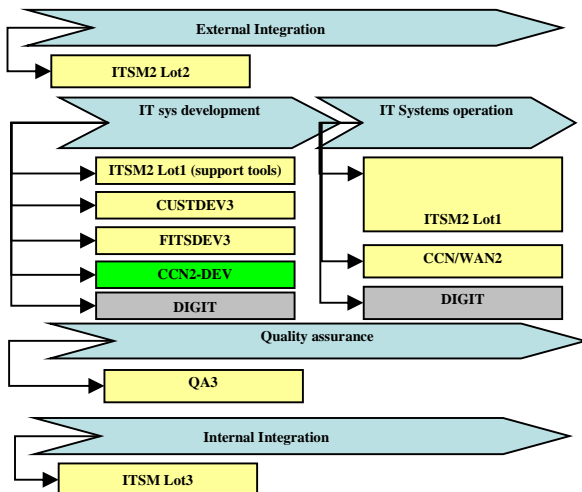 External Integration
ITSM2 Lot2
IT sys development
IT Systems operation
ITSM2 Lot1 (support tools)
CUSTDEV3
FITSDEV3
CCN2-DEV
DIGIT
ITSM2 Lot1
CCN/WAN2
DIGIT
Quality assurance
QA3
Internal Integration
ITSM Lot3